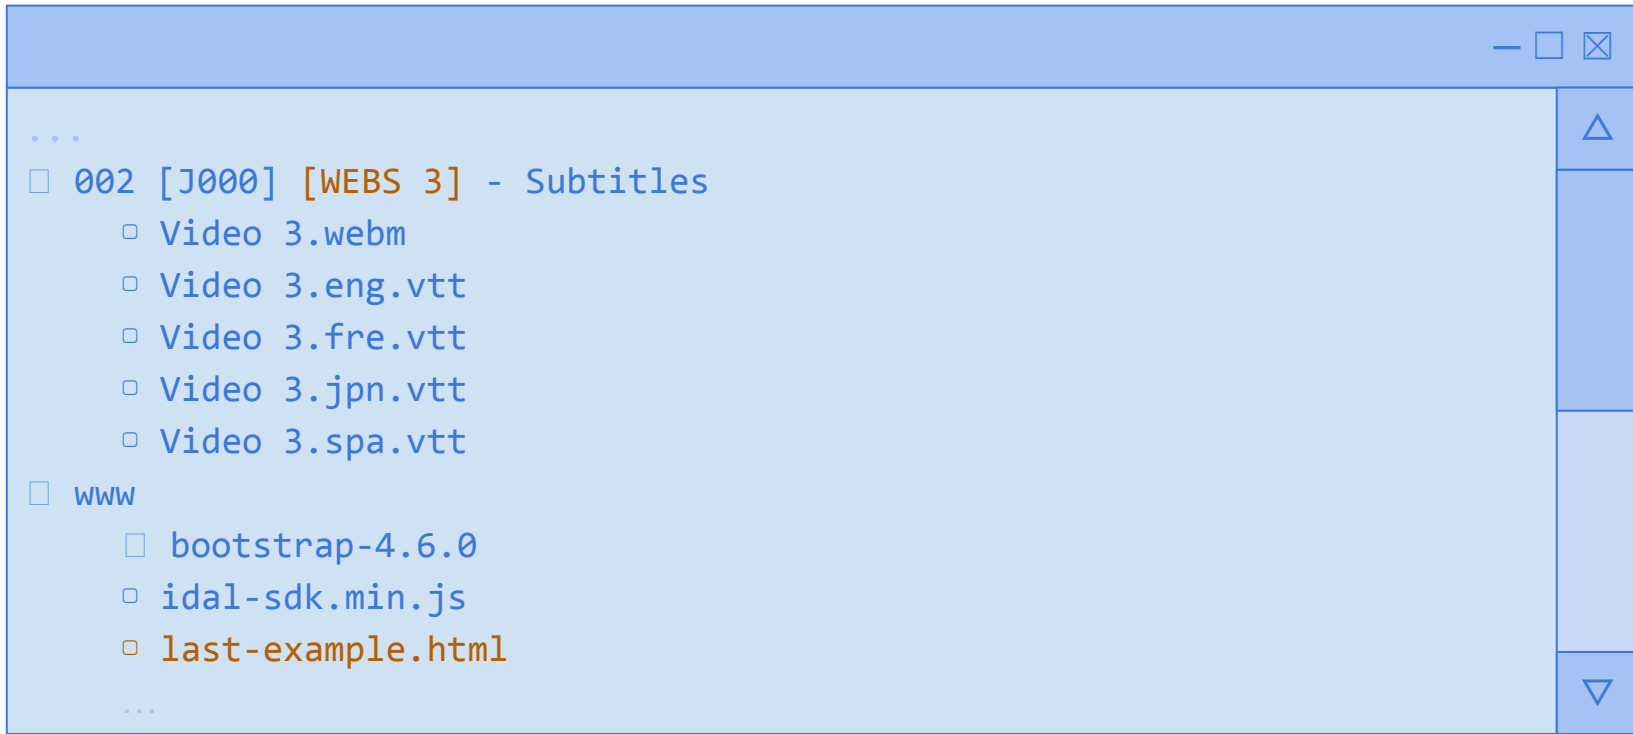 ...
002 [J000] [WEBS 3] - Subtitles
Video 3.webm
Video 3.eng.vtt
Video 3.fre.vtt
Video 3.jpn.vtt
Video 3.spa.vtt
www
bootstrap-4.6.0
idal-sdk.min.js
last-example.html
...